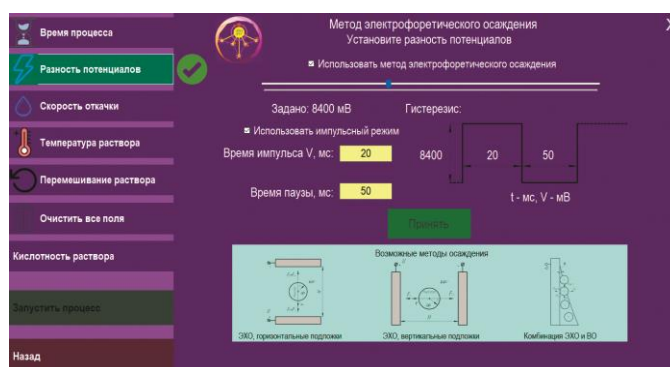 Время процесса
Разность потенциалов
Скорость откачки
Температура раствора
Перемешивание раствора
Очистить все поля
Кислотность раствора
Запустить процесс
Назад
Метод электрофоретического осаждения
Установите разность потенциалов
Использовать метод электрофоретического осаждения
Задано: 8400 мВ
Гистерезис:
Использовать импульсный режим
Время импульса V, мс: 20
8400 20 50
Время паузы, мс: 50
t - мс, V - мВ
Принять
Возможные методы осаждения
ЭХО, горизонтальные подложки
ЭХО, вертикальные подложки
Комбинация ЭХО и ВО